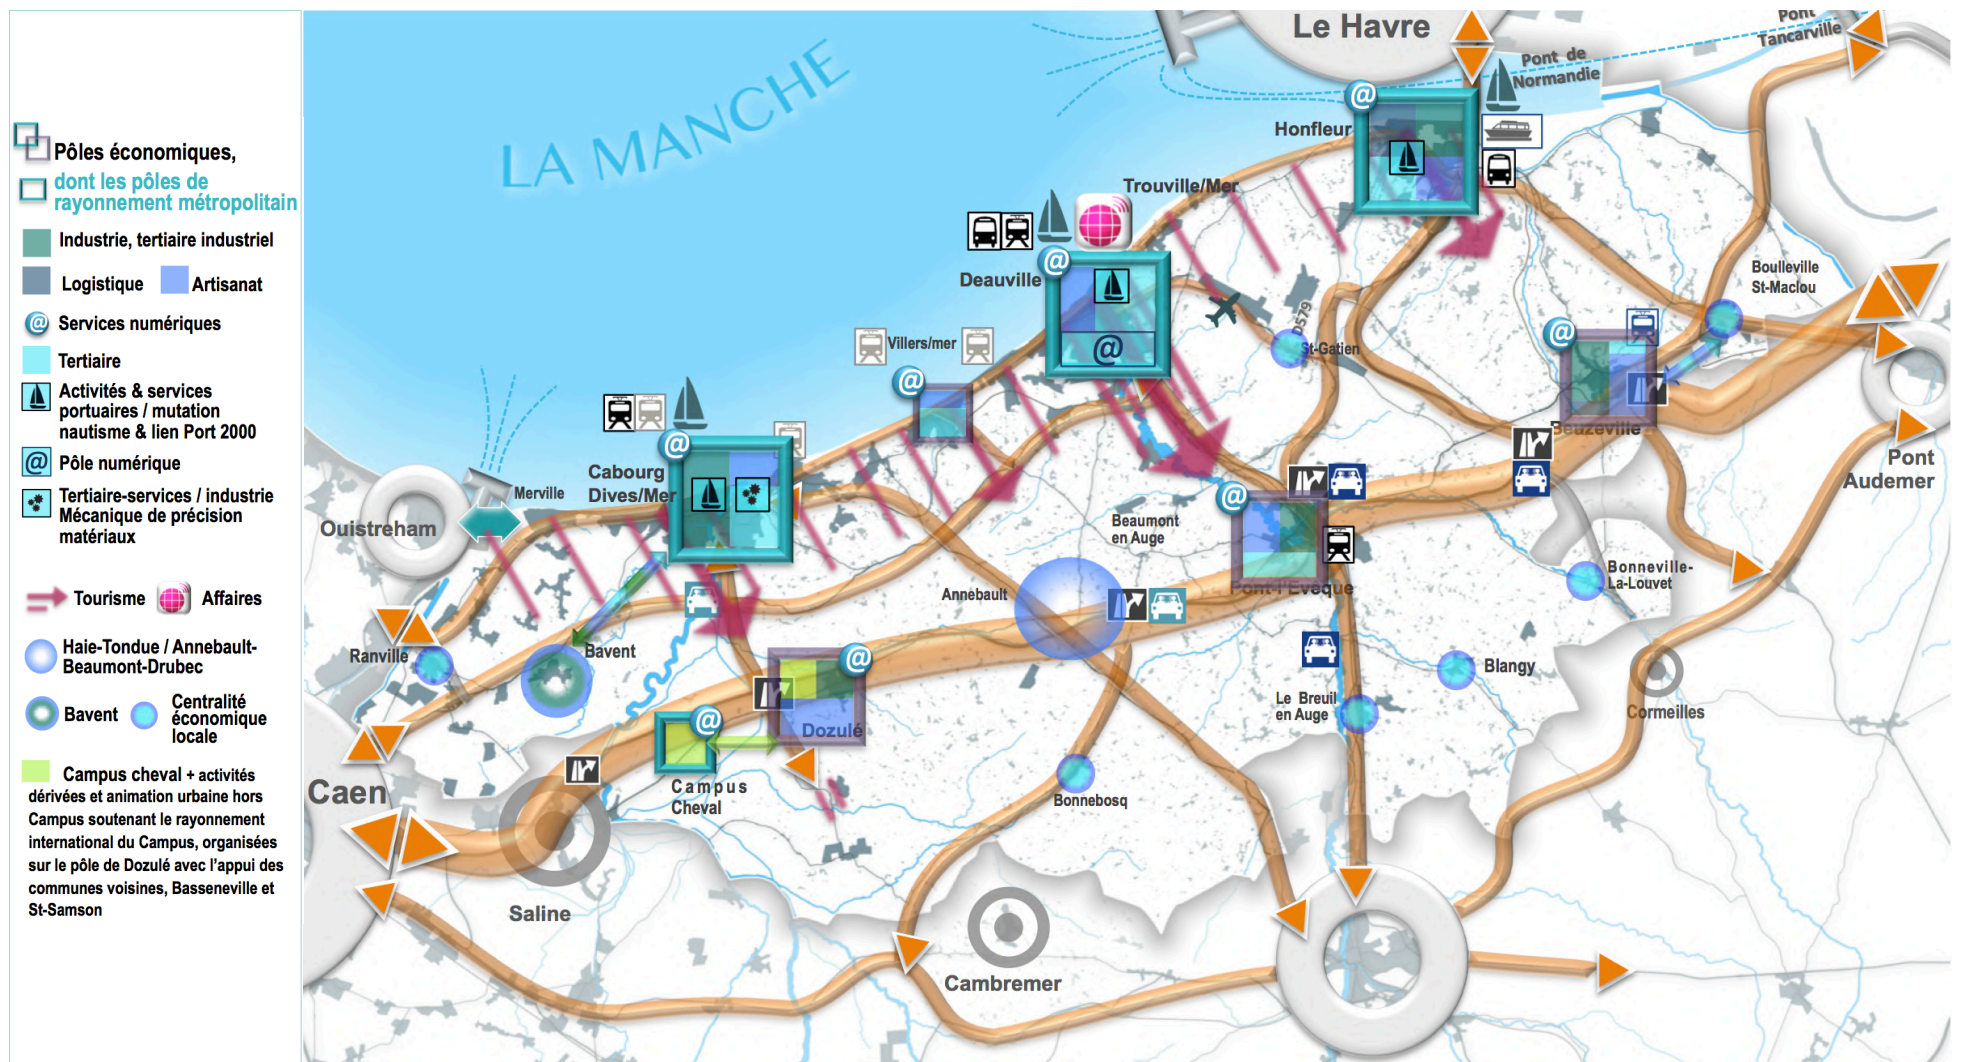 Pôles économiques,
dont les pôles de
rayonnement métropolitain
Industrie, tertiaire industriel
Logistique
Artisanat
@ Services numériques
Tertiaire
Activités & services
portuaires / mutation
nautisme & lien Port 2000
@ Pôle numérique
Tertiaire-services / industrie
Mécanique de précision
matériaux
Tourisme
Affaires
Haie-Tondue / Annebault-
Beaumont-Drubec
Bavent
Centralité
économique
locale
Campus cheval + activités
dérivées et animation urbaine hors
Campus soutenant le rayonnement
international du Campus, organisées
sur le pôle de Dozulé avec l'appui des
communes voisines, Basseneville et
St-Samson
LA MANCHE
Le Havre
Pont
Tancarville
Pont de
Normandie
@
Honfleur
Trouville/Mer
@
Deauville
@
Boulleville
St-Maclou
D579
St-Gatien
@
Beuzeville
Villers/mer
@
@
Cabourg
Dives/Mer
Merville
Ouistreham
Pont
Audemer
@
Beaumont
en Auge
Pont-l'Evêque
Bonneville-
La-Louvet
Annebault
Ranville
Bavent
@
Dozulé
@
Campus
Cheval
Blangy
Le Breuil
en Auge
Cormeilles
Bonnebosq
Caen
Saline
Cambremer